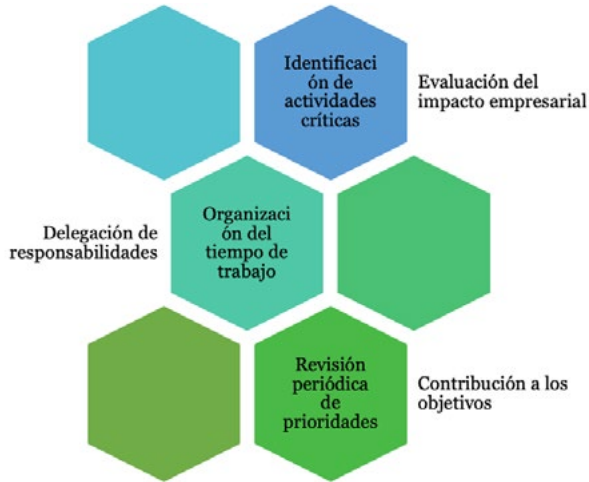 Identificaci
ón de
actividades
críticas
Evaluación del
impacto empresarial
Delegación de
responsabilidades
Organizaci
ón del
tiempo de
trabajo
Revisión
periódica
de
prioridades
Contribución a los
objetivos